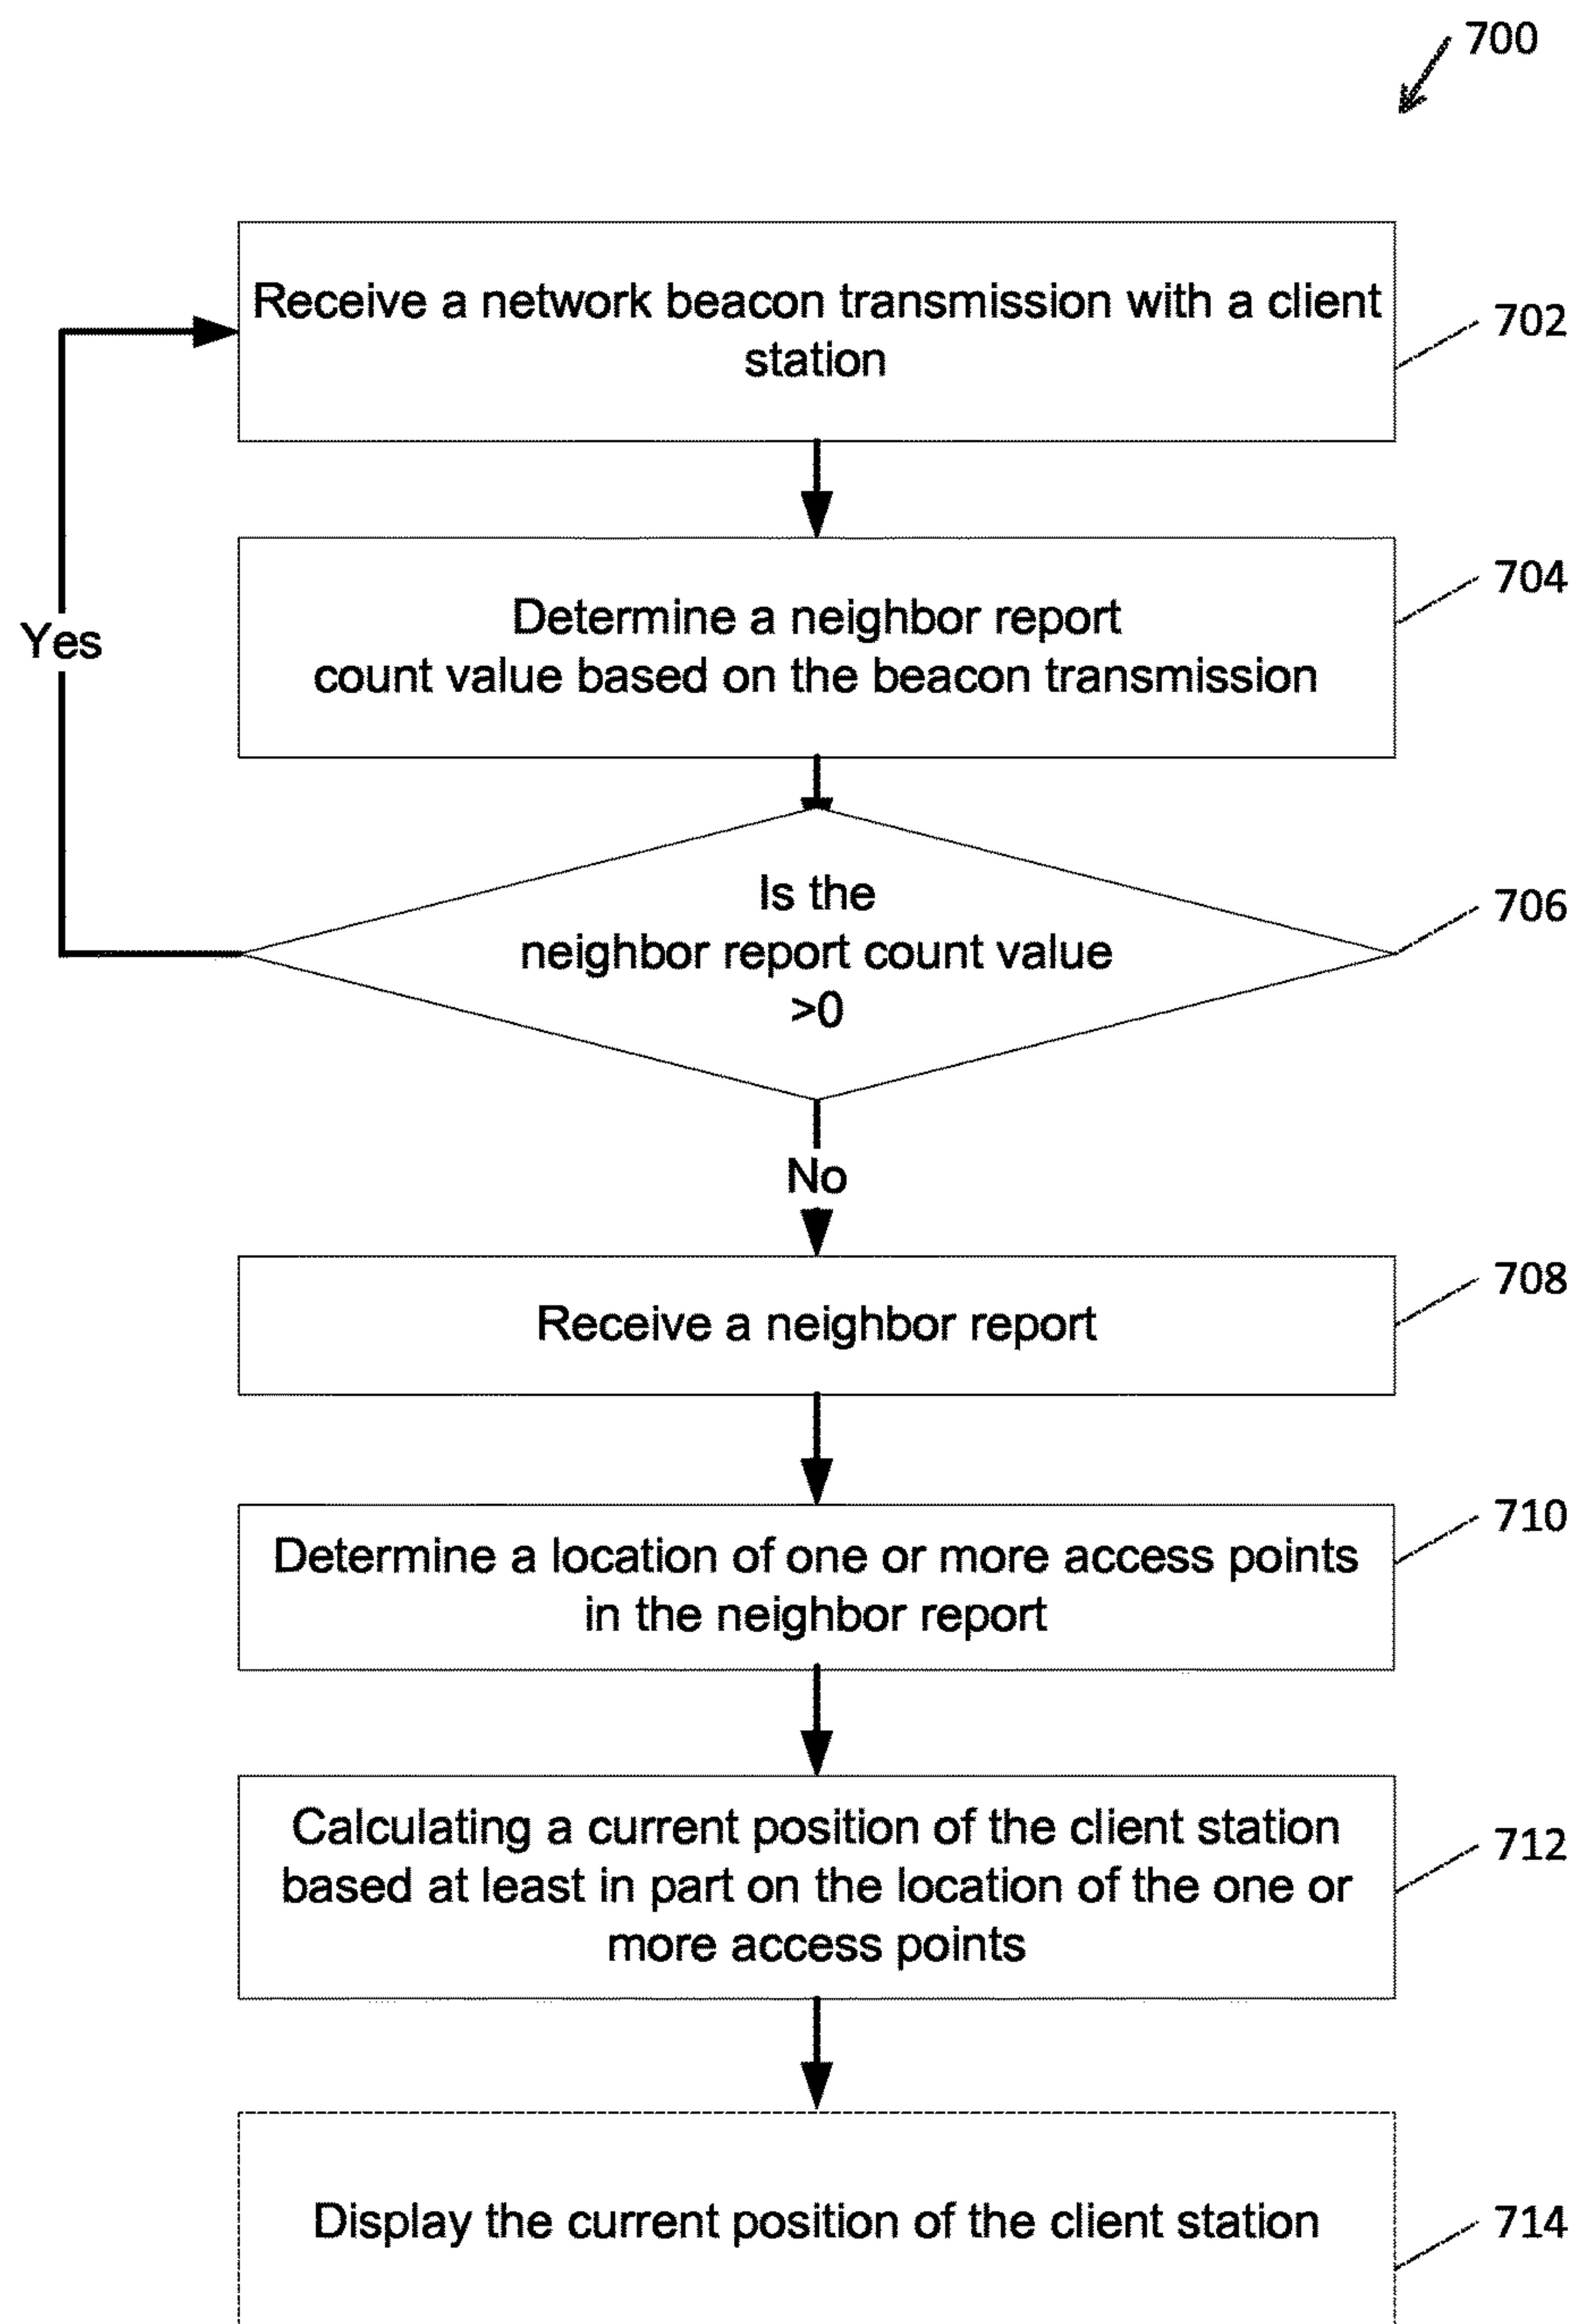 700
Receive a network beacon transmission with a client
station
702
Determine a neighbor report
count value based on the beacon transmission
704
Yes
Is the
neighbor report count value
>0
706
No
Receive a neighbor report
708
Determine a location of one or more access points
in the neighbor report
710
Calculating a current position of the client station
based at least in part on the location of the one or
more access points
712
Display the current position of the client station
714